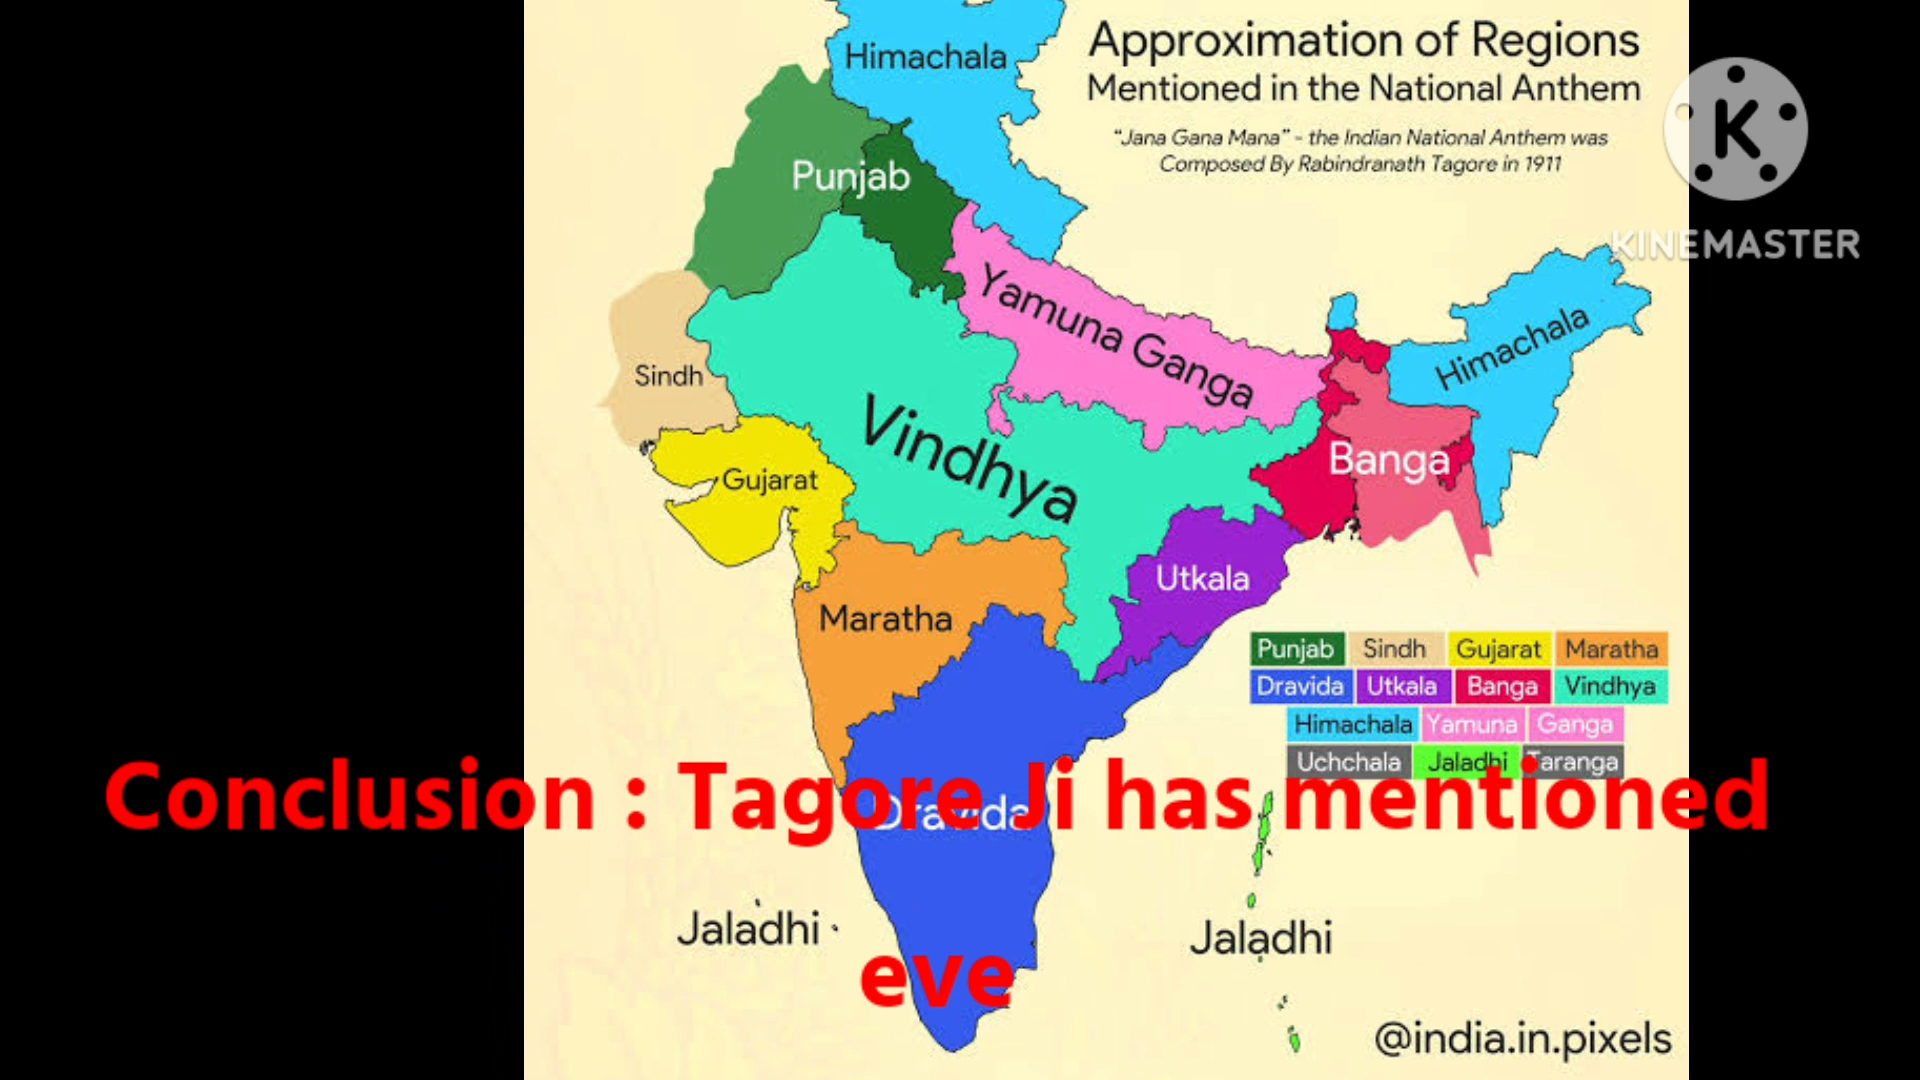 Approximation of Regions
Mentioned in the National Anthem
"Jana Gana Mana" - the Indian National Anthem was
Composed By Rabindranath Tagore in 1911
K
KINEMASTER
Himachala
Punjab
Yamuna Ganga
Himachala
Sindh
Vindhya
Banga
Gujarat
Utkala
Maratha
Punjab Sindh Gujarat Maratha
Dravida Utkala Banga Vindhya
Himachala Yamuna Ganga
Uchchala Jaladhi Taranga
Conclusion : Tagore Ji has mentioned
Dravida
Jaladhi
Jaladhi
eve
@india.in.pixels